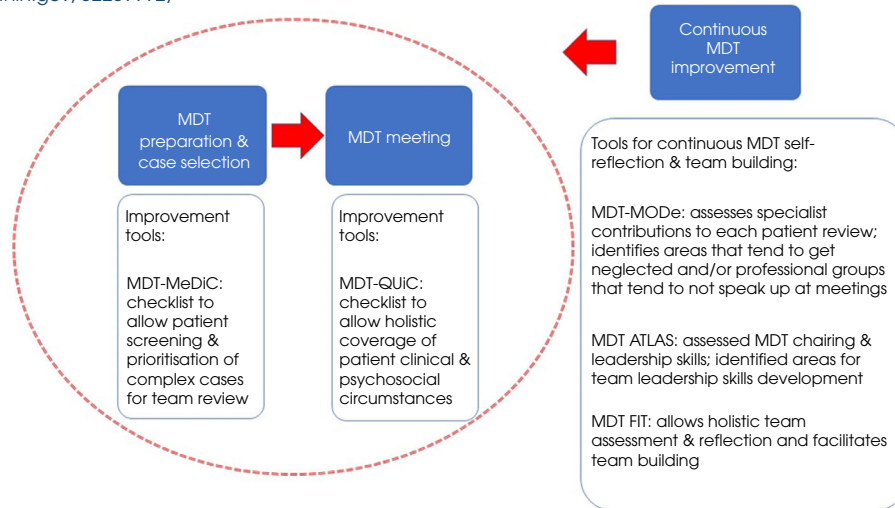 MDT
preparation &
case selection
MDT meeting
Continuous
MDT
improvement
Improvement
tools:
MDT-MeDiC:
checklist to
allow patient
screening &
prioritisation of
complex cases
for team review
Improvement
tools:
MDT-QUiC:
checklist to
allow holistic
coverage of
patient clinical &
psychosocial
circumstances
Tools for continuous MDT self-
reflection & team building:
MDT-MODe: assesses specialist
contributions to each patient review;
identifies areas that tend to get
neglected and/or professional groups
that tend to not speak up at meetings
MDT ATLAS: assessed MDT chairing
& leadership skills; identified areas for
team leadership skills development
MDT FIT: allows holistic team
assessment & reflection and facilitates
team building